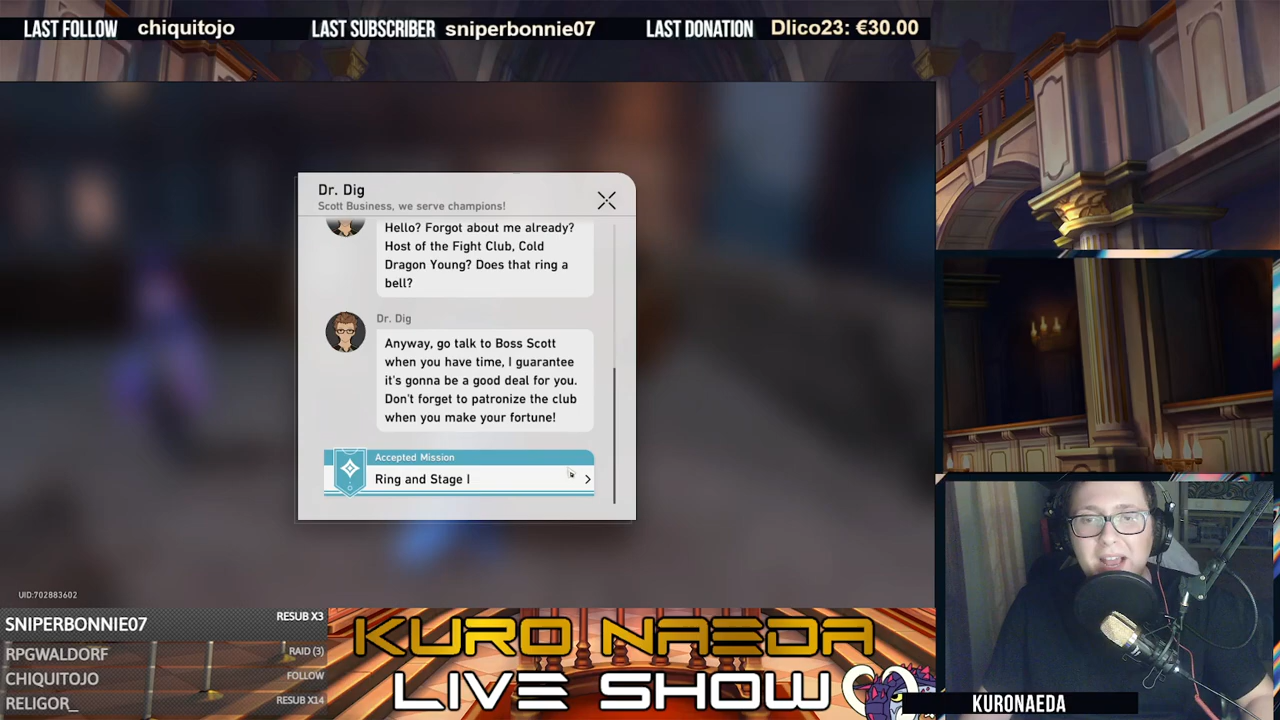 LAST FOLLOW chiquitojo LAST SUBSCRIBER sniperbonnie07 LAST DONATION Dlico23: €30.00
Dr. Dig
Scott Business, we serve champions!
Hello? Forgot about me already?
Host of the Fight Club, Cold
Dragon Young? Does that ring a
bell?
Dr. Dig
Anyway, go talk to Boss Scott
when you have time, I guarantee
it's gonna be a good deal for you.
Don't forget to patronize the club
when you make your fortune!
Accepted Mission
Ring and Stage I
UID:702883602
SNIPERBONNIE07 RESUB X3
RPGWALDORF RAID (3)
CHIQUITOJO FOLLOW
RELIGOR_ RESUB X14
KURO NAEDA
LIVE SHOW
KURONAEDA